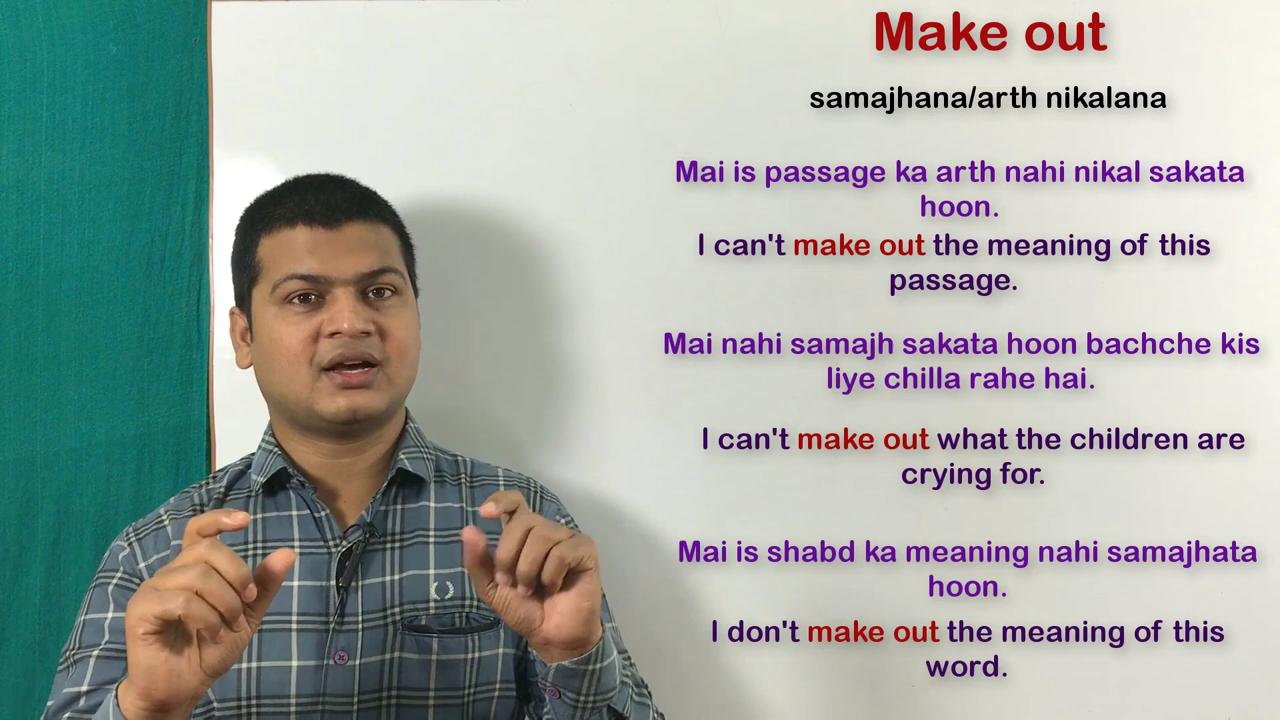 Make out
samajhana/arth nikalana
Mai is passage ka arth nahi nikal sakata
hoon.
I can't make out the meaning of this
passage.
Mai nahi samajh sakata hoon bachche kis
liye chilla rahe hai.
I can't make out what the children are
crying for.
Mai is shabd ka meaning nahi samajhata
hoon.
I don't make out the meaning of this
word.